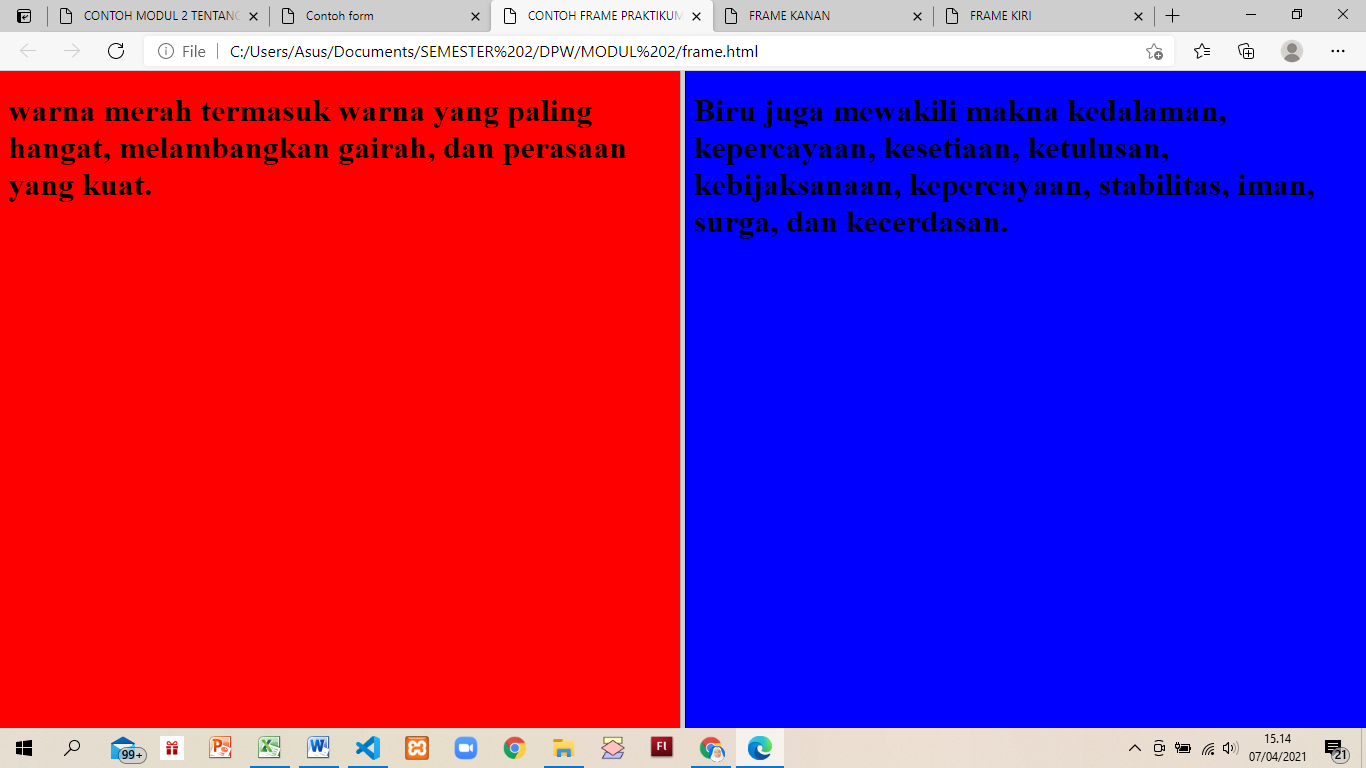 CONTOH MODUL 2 TENTANG
Contoh form
CONTOH FRAME PRAKTIKUM
FRAME KANAN
FRAME KIRI
File
C:/Users/Asus/Documents/SEMESTER%202/DPW/MODUL%202/frame.html
warna merah termasuk warna yang paling
hangat, melambangkan gairah, dan perasaan
yang kuat.
Biru juga mewakili makna kedalaman,
kepercayaan, kesetiaan, ketulusan,
kebijaksanaan, kepercayaan, stabilitas, iman,
surga, dan kecerdasan.
99+
Fl
15.14
07/04/2021
21